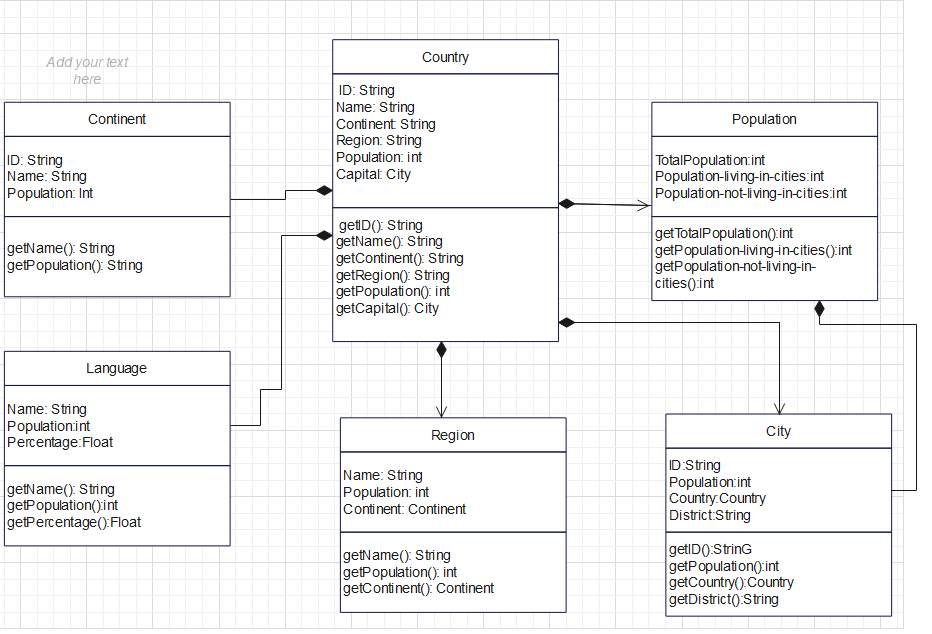 Add your text
here
Country
ID: String
Name: String
Continent: String
Region: String
Population: int
Capital: City
getID(): String
getName(): String
getContinent(): String
getRegion(): String
getPopulation(): int
getCapital(): City
Continent
ID: String
Name: String
Population: Int
getName(): String
getPopulation(): String
Population
TotalPopulation:int
Population-living-in-cities:int
Population-not-living-in-cities:int
getTotalPopulation():int
getPopulation-living-in-cities():int
getPopulation-not-living-in-
cities():int
Language
Name: String
Population:int
Percentage:Float
getName(): String
getPopulation():int
getPercentage():Float
Region
Name: String
Population: int
Continent: Continent
getName(): String
getPopulation(): int
getContinent(): Continent
City
ID:String
Population:int
Country:Country
District:String
getID():StrinG
getPopulation():int
getCountry():Country
getDistrict():String